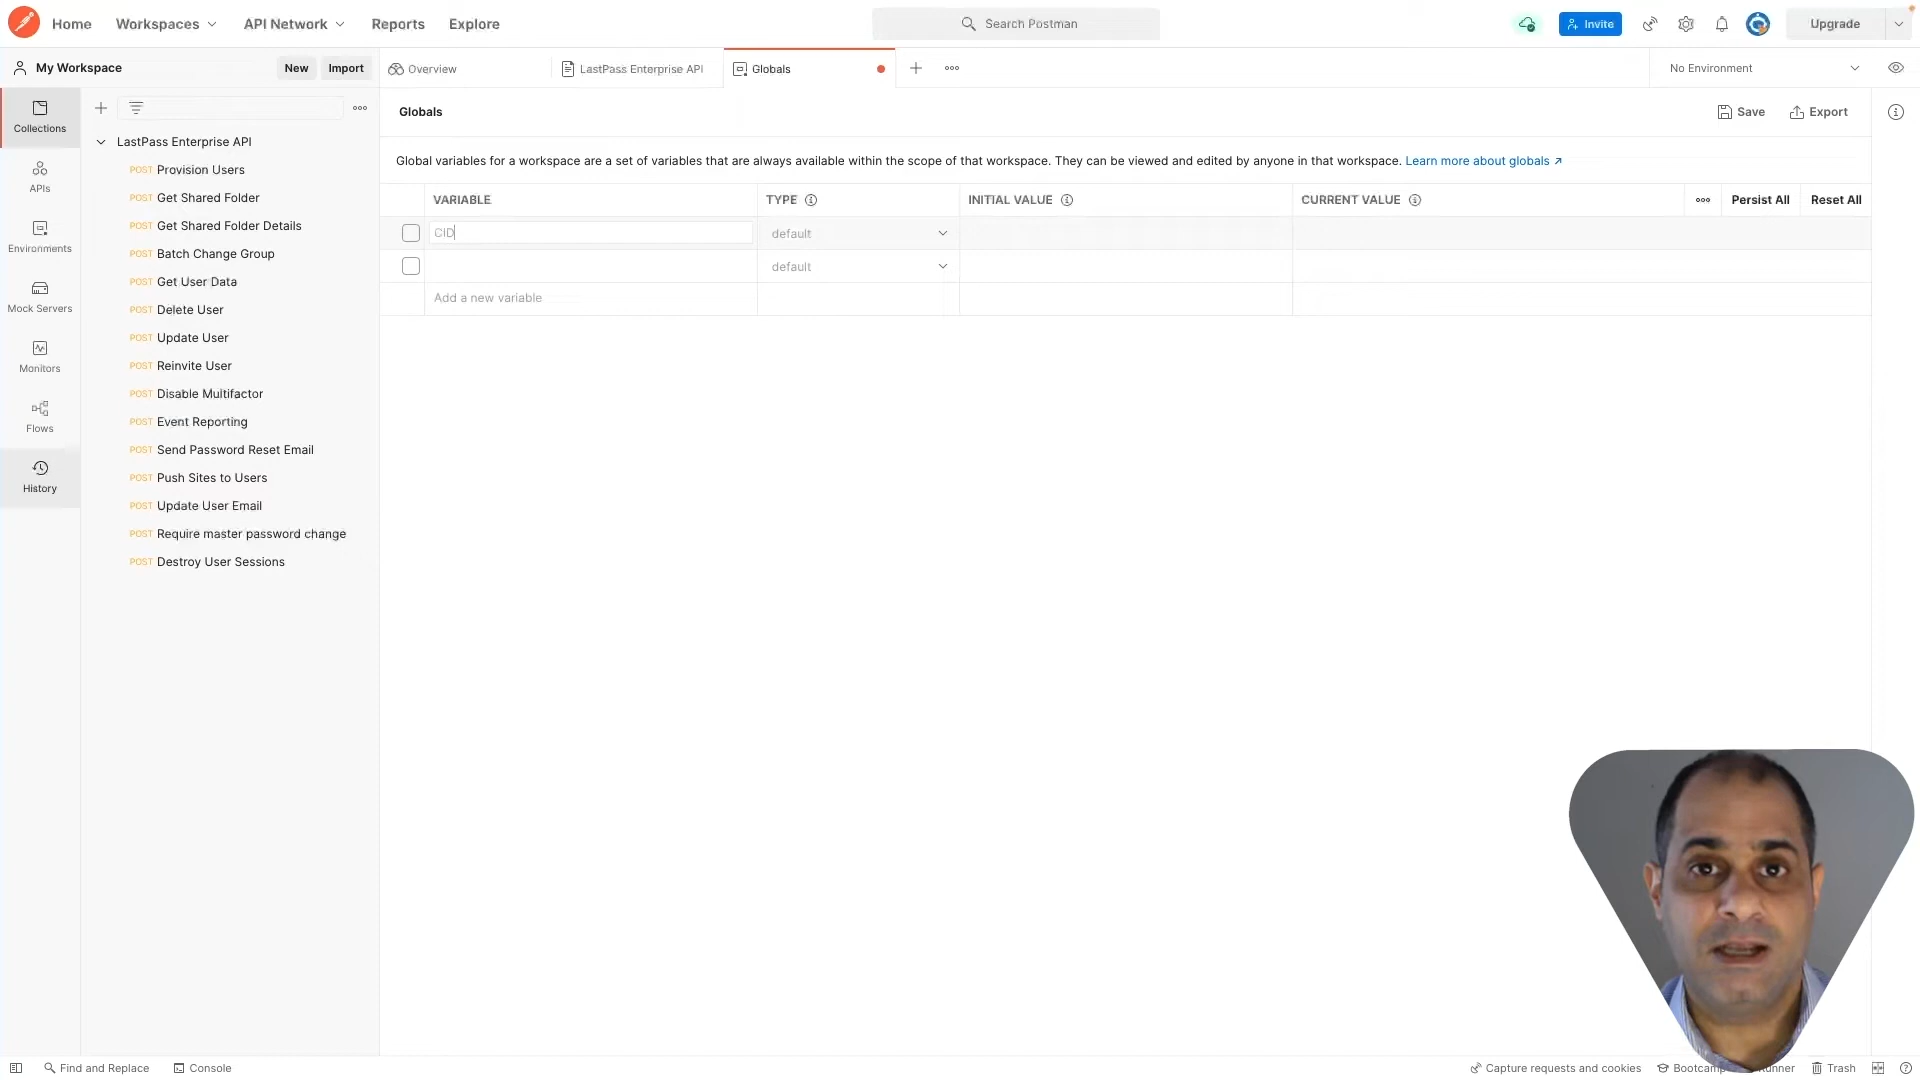 Home Workspaces API Network Reports Explore Search Postman Invite Upgrade
My Workspace New Import Overview LastPass Enterprise API Globals No Environment
Collections
APIs
Environments
Mock Servers
Monitors
Flows
History
LastPass Enterprise API
POST Provision Users
POST Get Shared Folder
POST Get Shared Folder Details
POST Batch Change Group
POST Get User Data
POST Delete User
POST Update User
POST Reinvite User
POST Disable Multifactor
POST Event Reporting
POST Send Password Reset Email
POST Push Sites to Users
POST Update User Email
POST Require master password change
POST Destroy User Sessions
Globals Save Export
Global variables for a workspace are a set of variables that are always available within the scope of that workspace. They can be viewed and edited by anyone in that workspace. Learn more about globals ↗
VARIABLE TYPE INITIAL VALUE CURRENT VALUE Persist All Reset All
CID default
default
Add a new variable
Find and Replace Console Capture requests and cookies Trash